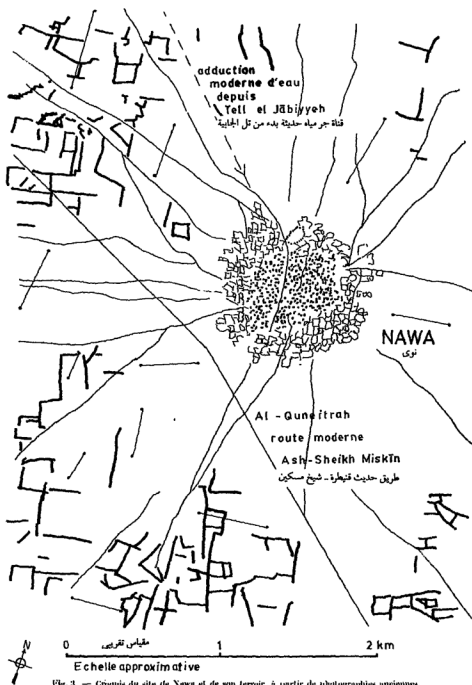 adduction
moderne d'eau
depuis
Tell el Jābiyyeh
قناة جر مياه حديثة بدء من تل الجابية
NAWA
نوى
Al-Quneitrah
route moderne
Ash-Sheikh Miskīn
طريق حديث قنيطرة - شيخ مسكين
N
مقياس تقريبي
0 1 2 km
Echelle approximative
Fig. 3. — Croquis du site de Nawa et de son terroir, à partir de photographies anciennes